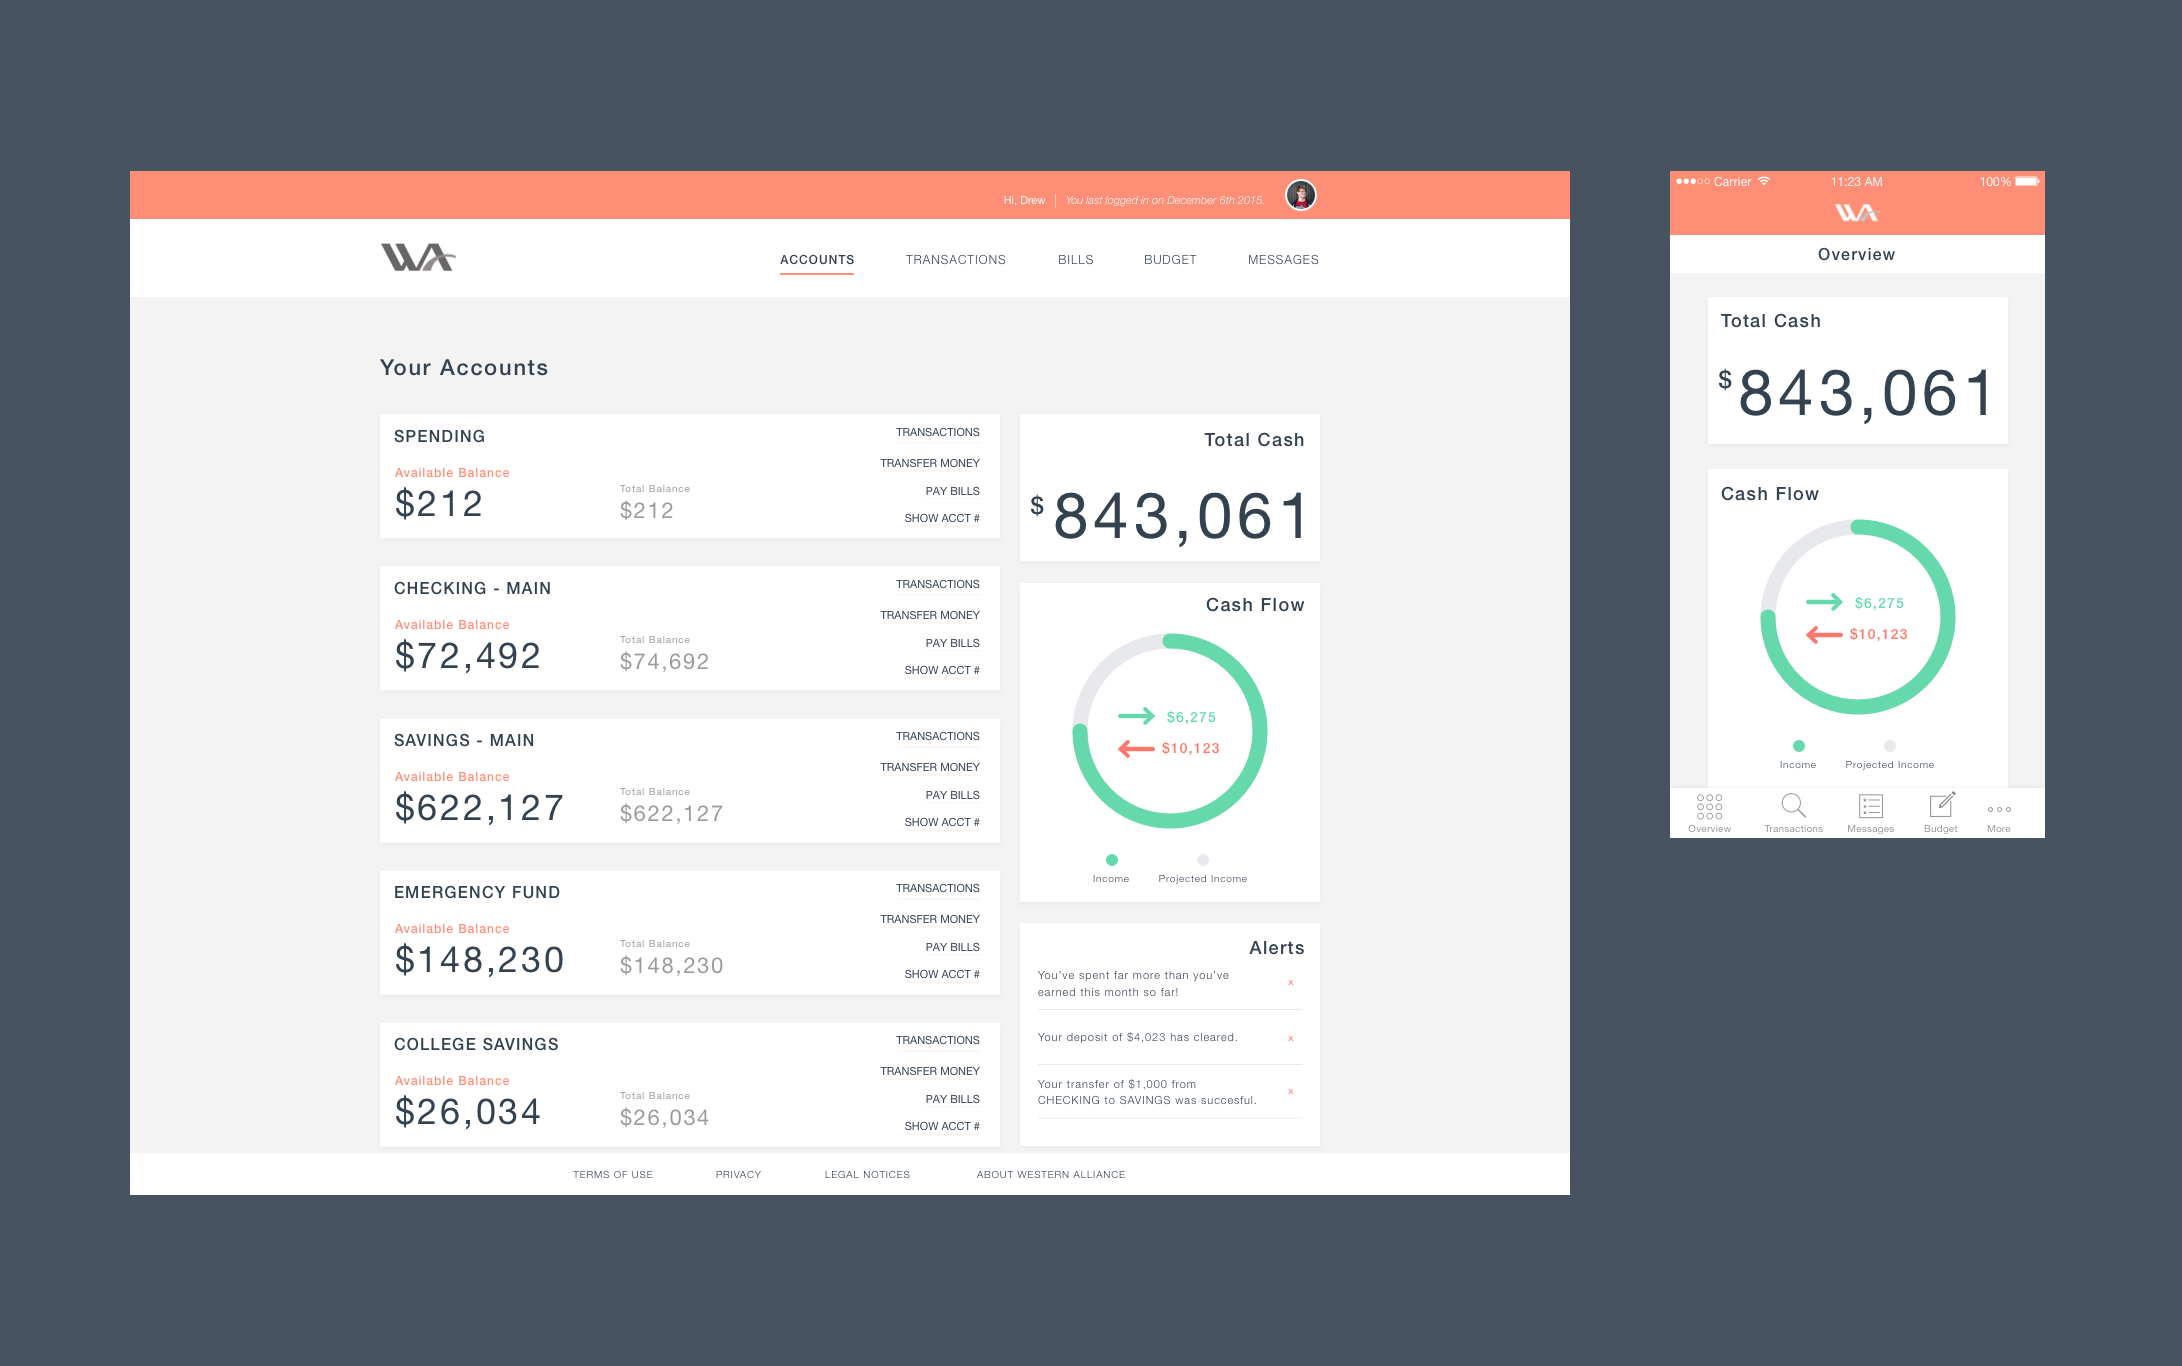 Hi, Drew
You last logged in on December 6th 2015.
WA
ACCOUNTS
TRANSACTIONS
BILLS
BUDGET
MESSAGES
Your Accounts
SPENDING
Available Balance
$212
Total Balance
$212
TRANSACTIONS
TRANSFER MONEY
PAY BILLS
SHOW ACCT #
CHECKING - MAIN
Available Balance
$72,492
Total Balance
$74,692
TRANSACTIONS
TRANSFER MONEY
PAY BILLS
SHOW ACCT #
SAVINGS - MAIN
Available Balance
$622,127
Total Balance
$622,127
TRANSACTIONS
TRANSFER MONEY
PAY BILLS
SHOW ACCT #
EMERGENCY FUND
Available Balance
$148,230
Total Balance
$148,230
TRANSACTIONS
TRANSFER MONEY
PAY BILLS
SHOW ACCT #
COLLEGE SAVINGS
Available Balance
$26,034
Total Balance
$26,034
TRANSACTIONS
TRANSFER MONEY
PAY BILLS
SHOW ACCT #
Total Cash
$843,061
Cash Flow
$6,275
$10,123
Income
Projected Income
Alerts
You've spent far more than you've
earned this month so far!
x
Your deposit of $4,023 has cleared.
x
Your transfer of $1,000 from
CHECKING to SAVINGS was succesful.
x
TERMS OF USE
PRIVACY
LEGAL NOTICES
ABOUT WESTERN ALLIANCE
Carrier
11:23 AM
100%
WA
Overview
Total Cash
$843,061
Cash Flow
$6,275
$10,123
Income
Projected Income
Overview
Transactions
Messages
Budget
More